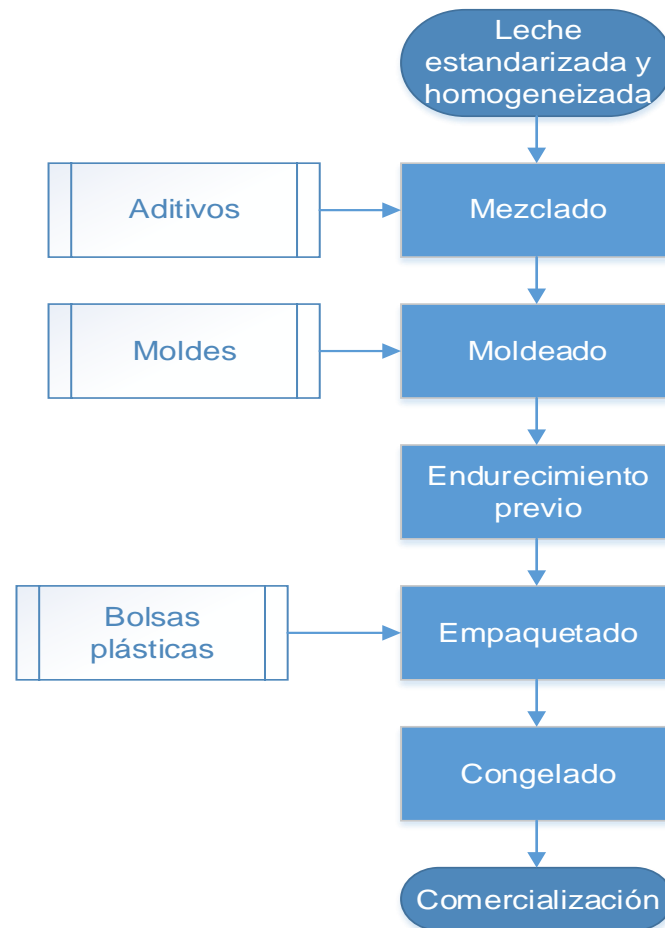 Leche
estandarizada y
homogeneizada
Aditivos
Mezclado
Moldes
Moldeado
Endurecimiento
previo
Bolsas
plásticas
Empaquetado
Congelado
Comercialización